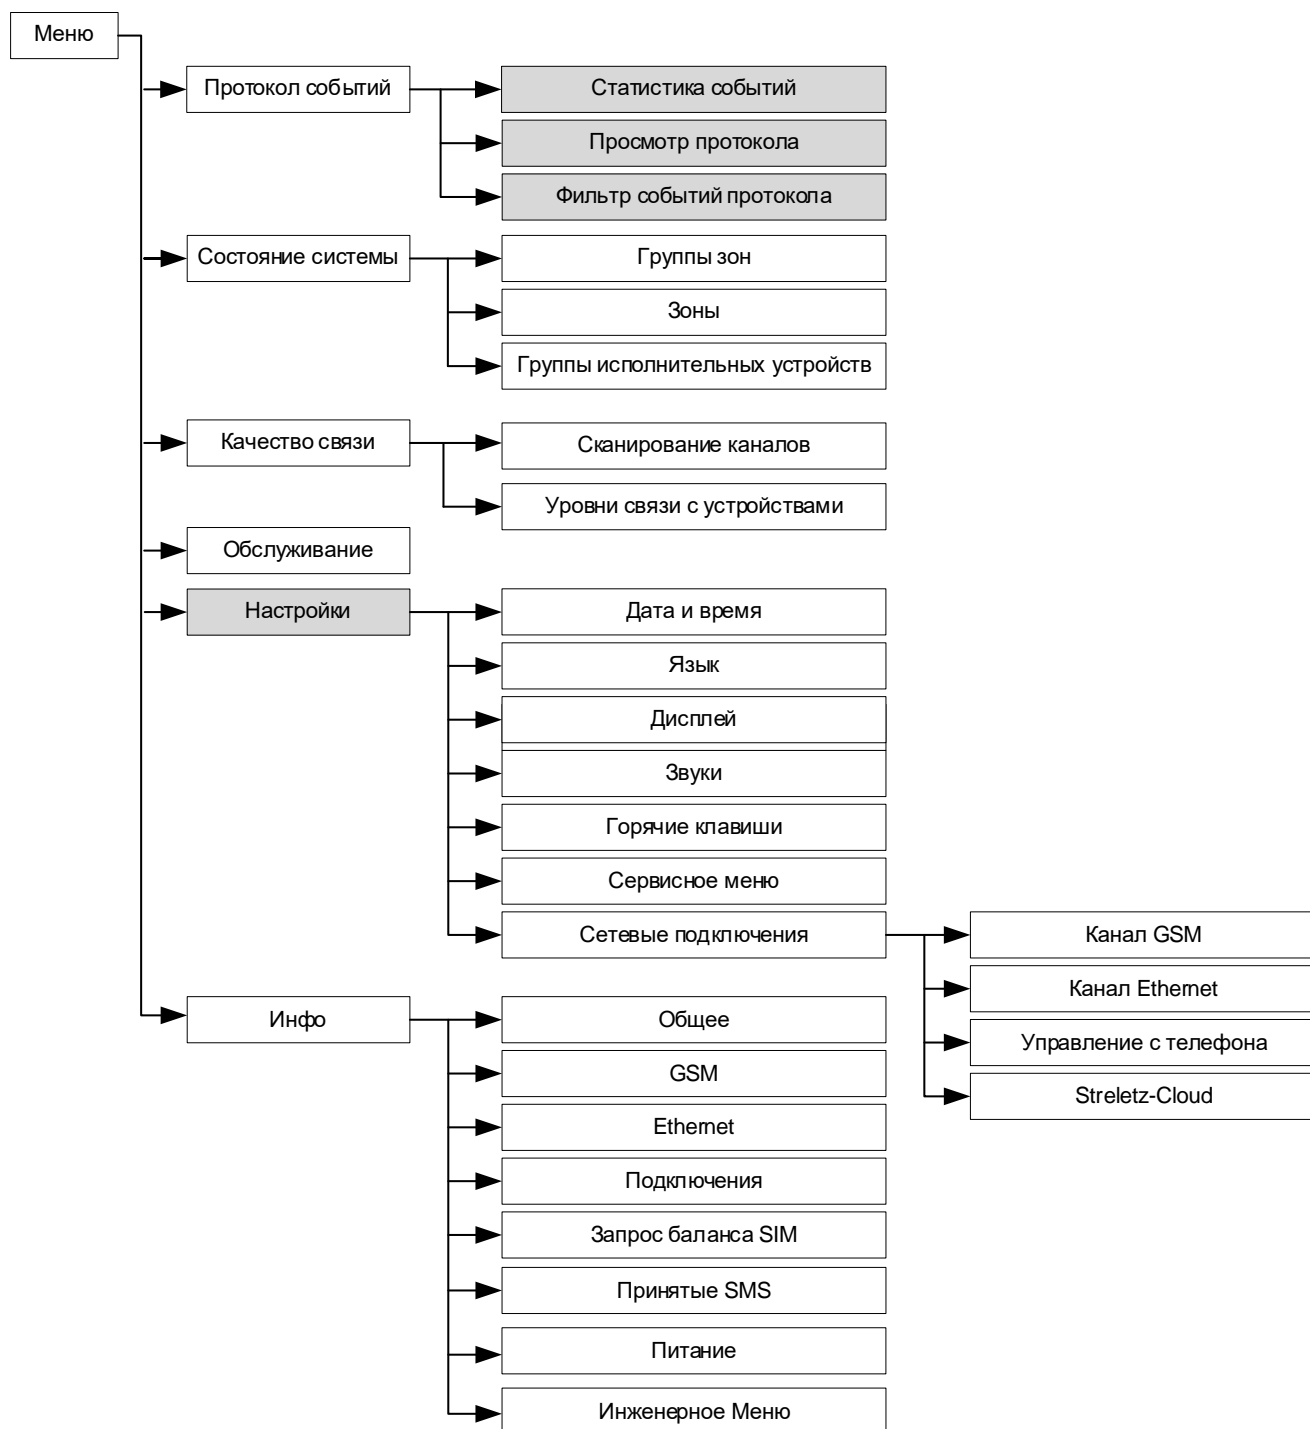 Меню
Протокол событий
Статистика событий
Просмотр протокола
Фильтр событий протокола
Состояние системы
Группы зон
Зоны
Группы исполнительных устройств
Качество связи
Сканирование каналов
Уровни связи с устройствами
Обслуживание
Настройки
Дата и время
Язык
Дисплей
Звуки
Горячие клавиши
Сервисное меню
Сетевые подключения
Канал GSM
Канал Ethernet
Управление с телефона
Streletz-Cloud
Инфо
Общее
GSM
Ethernet
Подключения
Запрос баланса SIM
Принятые SMS
Питание
Инженерное Меню